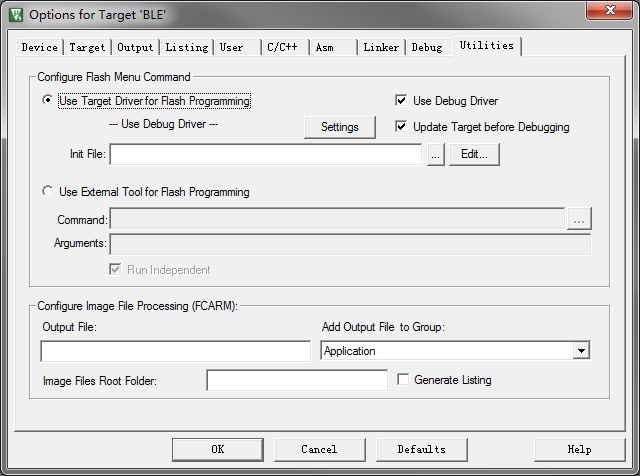 Options for Target 'BLE'
Device Target Output Listing User C/C++ Asm Linker Debug Utilities
Configure Flash Menu Command
Use Target Driver for Flash Programming Use Debug Driver
--- Use Debug Driver --- Settings Update Target before Debugging
Init File: ... Edit...
Use External Tool for Flash Programming
Command: ...
Arguments:
Run Independent
Configure Image File Processing (FCARM):
Output File: Add Output File to Group:
Application
Image Files Root Folder: Generate Listing
OK Cancel Defaults Help